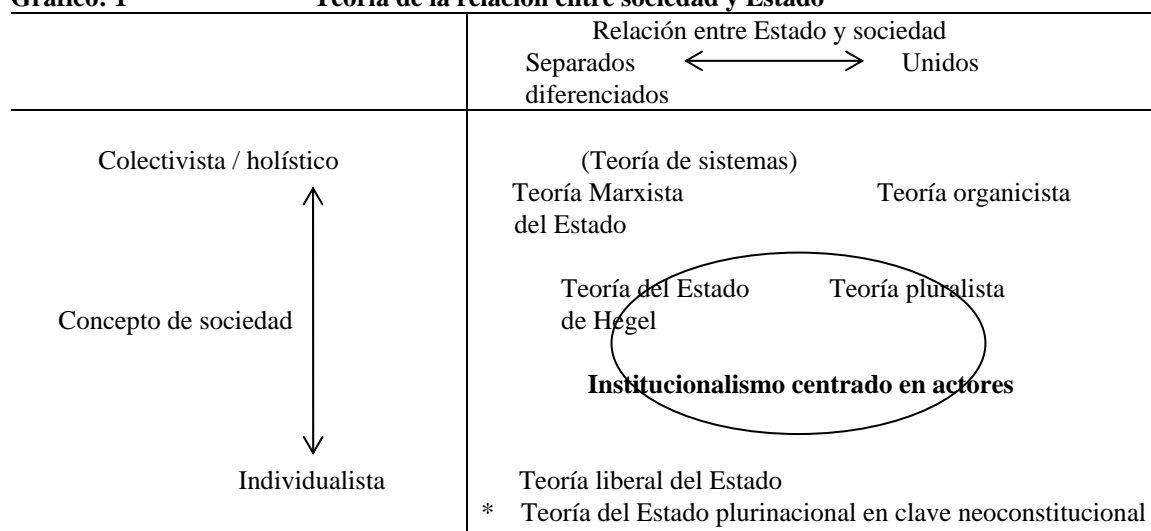 Gráfico: 1 Teoría de la relación entre sociedad y Estado
Relación entre Estado y sociedad
Separados Unidos
diferenciados
Colectivista / holístico (Teoría de sistemas)
Teoría Marxista Teoría organicista
del Estado
Teoría del Estado Teoría pluralista
Concepto de sociedad de Hegel
Institucionalismo centrado en actores
Individualista Teoría liberal del Estado
* Teoría del Estado plurinacional en clave neoconstitucional